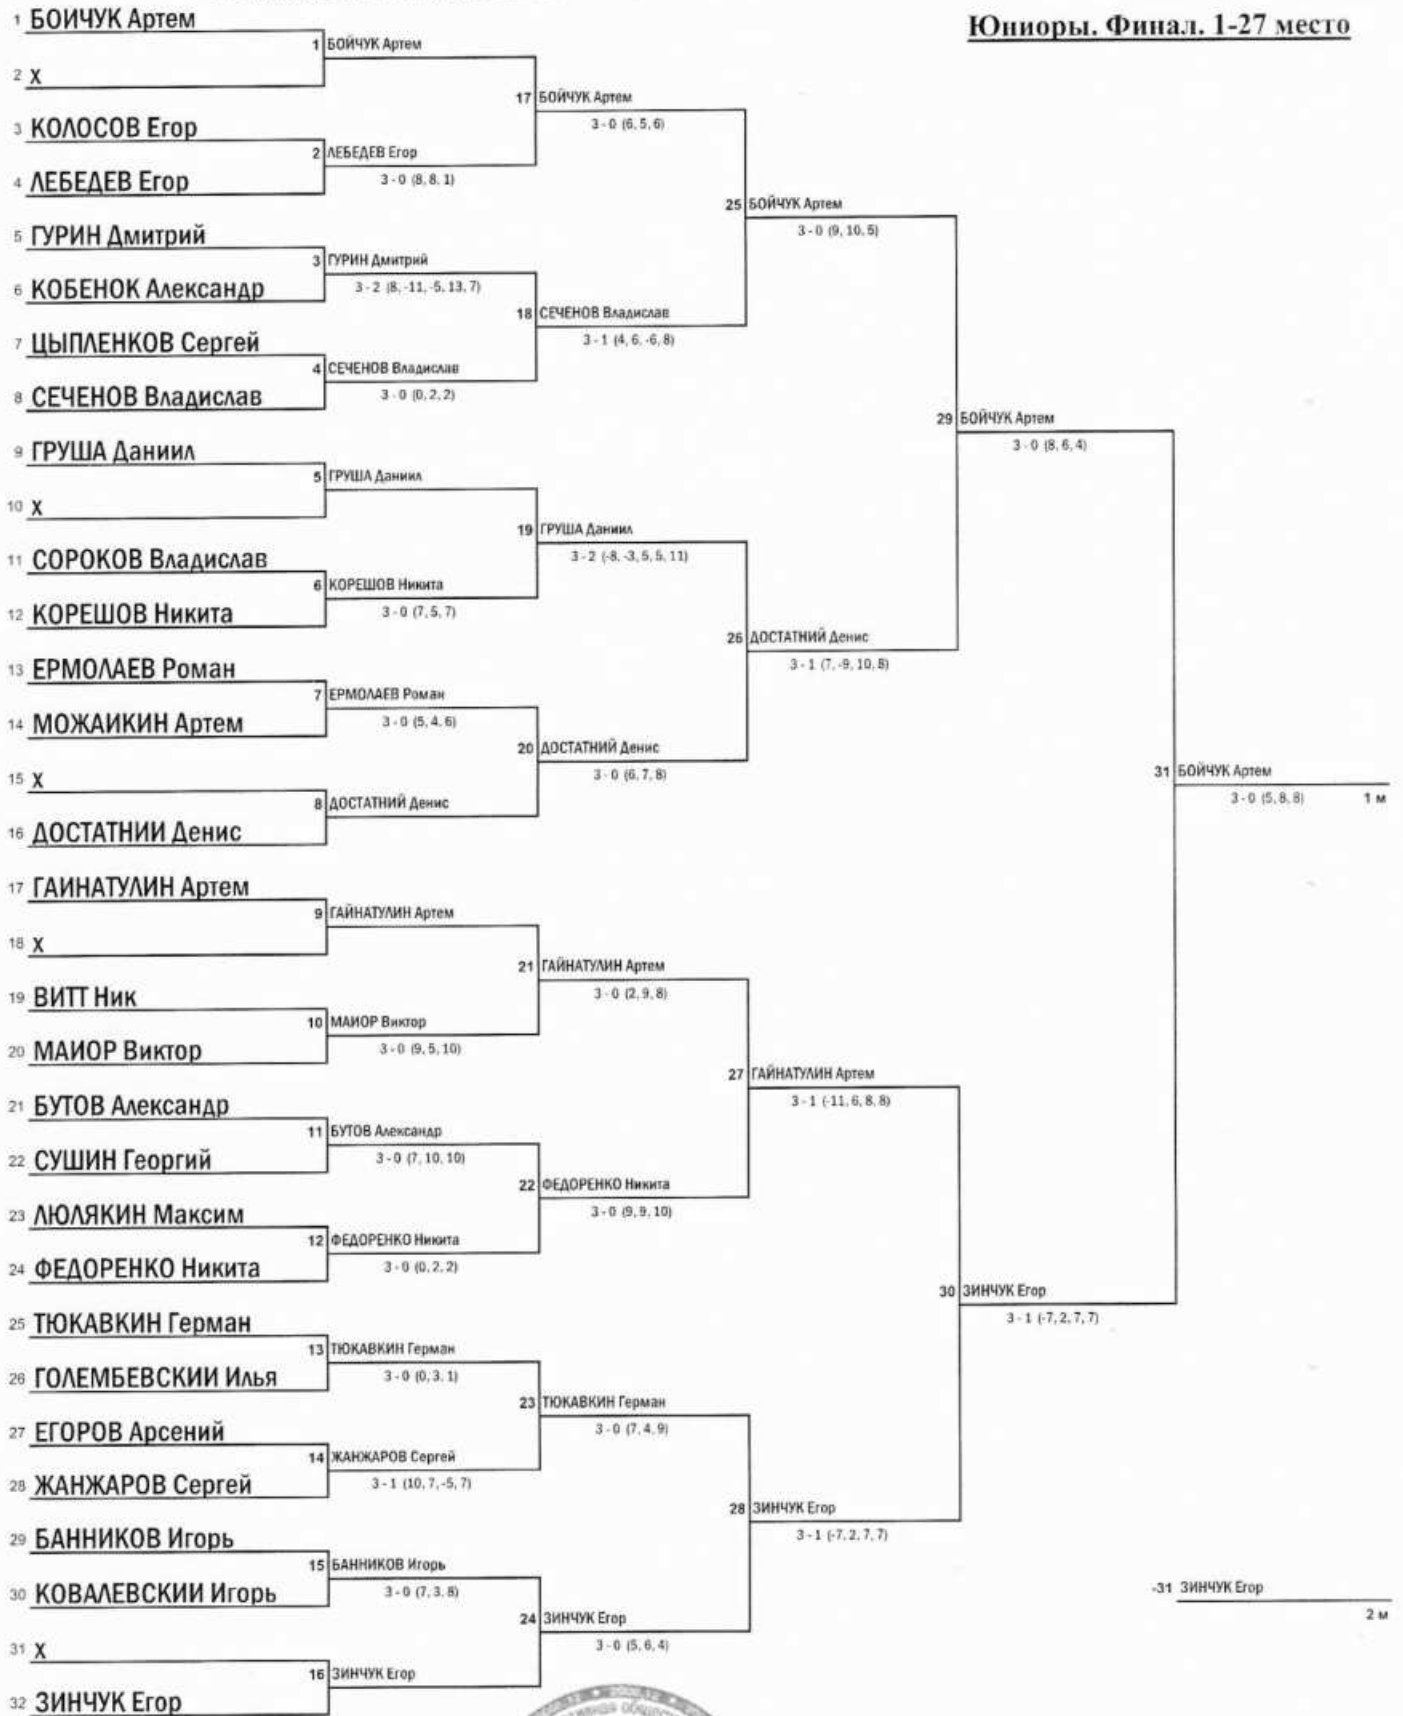 Юниоры. Финал. 1-27 место
1 БОЙЧУК Артем
1 БОЙЧУК Артем
2 X
17 БОЙЧУК Артем
3 - 0 (6, 5, 6)
3 КОЛОСОВ Егор
2 ЛЕБЕДЕВ Егор
3 - 0 (8, 8, 1)
4 ЛЕБЕДЕВ Егор
25 БОЙЧУК Артем
3 - 0 (9, 10, 5)
5 ГУРИН Дмитрий
3 ГУРИН Дмитрий
3 - 2 (8, -11, -5, 13, 7)
6 КОБЕНОК Александр
18 СЕЧЕНОВ Владислав
3 - 1 (4, 6, -6, 8)
7 ЦЫПЛЕНКОВ Сергей
4 СЕЧЕНОВ Владислав
3 - 0 (0, 2, 2)
8 СЕЧЕНОВ Владислав
29 БОЙЧУК Артем
3 - 0 (8, 6, 4)
9 ГРУША Даниил
5 ГРУША Даниил
10 X
19 ГРУША Даниил
3 - 2 (-8, -3, 5, 5, 11)
11 СОРОКОВ Владислав
6 КОРЕШОВ Никита
3 - 0 (7, 5, 7)
12 КОРЕШОВ Никита
26 ДОСТАТНИЙ Денис
3 - 1 (7, -9, 10, 8)
13 ЕРМОЛАЕВ Роман
7 ЕРМОЛАЕВ Роман
3 - 0 (5, 4, 6)
14 МОЖАИКИН Артем
20 ДОСТАТНИЙ Денис
3 - 0 (6, 7, 8)
15 X
8 ДОСТАТНИЙ Денис
16 ДОСТАТНИИ Денис
31 БОЙЧУК Артем
3 - 0 (5, 8, 8) 1 м
17 ГАИНАТУЛИН Артем
9 ГАЙНАТУЛИН Артем
18 X
21 ГАЙНАТУЛИН Артем
3 - 0 (2, 9, 8)
19 ВИТТ Ник
10 МАИОР Виктор
3 - 0 (9, 5, 10)
20 МАИОР Виктор
27 ГАЙНАТУЛИН Артем
3 - 1 (-11, 6, 8, 8)
21 БУТОВ Александр
11 БУТОВ Александр
3 - 0 (7, 10, 10)
22 СУШИН Георгий
22 ФЕДОРЕНКО Никита
3 - 0 (9, 9, 10)
23 ЛЮЛЯКИН Максим
12 ФЕДОРЕНКО Никита
3 - 0 (0, 2, 2)
24 ФЕДОРЕНКО Никита
30 ЗИНЧУК Егор
3 - 1 (-7, 2, 7, 7)
25 ТЮКАВКИН Герман
13 ТЮКАВКИН Герман
3 - 0 (0, 3, 1)
26 ГОЛЕМБЕВСКИИ Илья
23 ТЮКАВКИН Герман
3 - 0 (7, 4, 9)
27 ЕГОРОВ Арсений
14 ЖАНЖАРОВ Сергей
3 - 1 (10, 7, -5, 7)
28 ЖАНЖАРОВ Сергей
28 ЗИНЧУК Егор
3 - 1 (-7, 2, 7, 7)
29 БАННИКОВ Игорь
15 БАННИКОВ Игорь
3 - 0 (7, 3, 8)
30 КОВАЛЕВСКИИ Игорь
-31 ЗИНЧУК Егор
2 м
24 ЗИНЧУК Егор
3 - 0 (5, 6, 4)
31 X
16 ЗИНЧУК Егор
32 ЗИНЧУК Егор